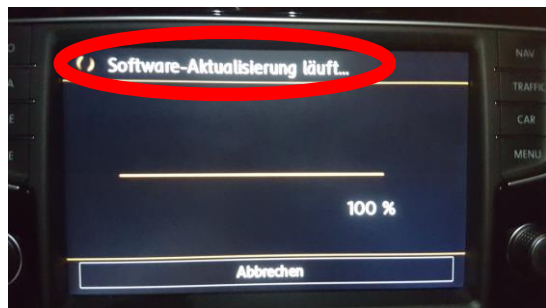 Software-Aktualisierung läuft...
100 %
Abbrechen
NAV
TRAFFIC
CAR
MENU